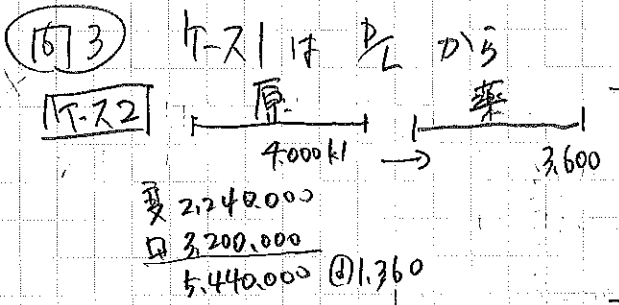 問3 ケース1は P/L から
ケース2 原 薬
4.000kl → 3.600
変 2,240.000
固 3,200,000
5,440,000 @1,360